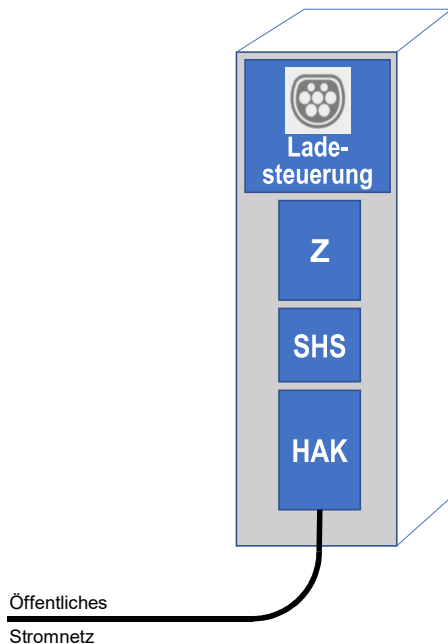 Lade-
steuerung
Z
SHS
HAK
Öffentliches
Stromnetz